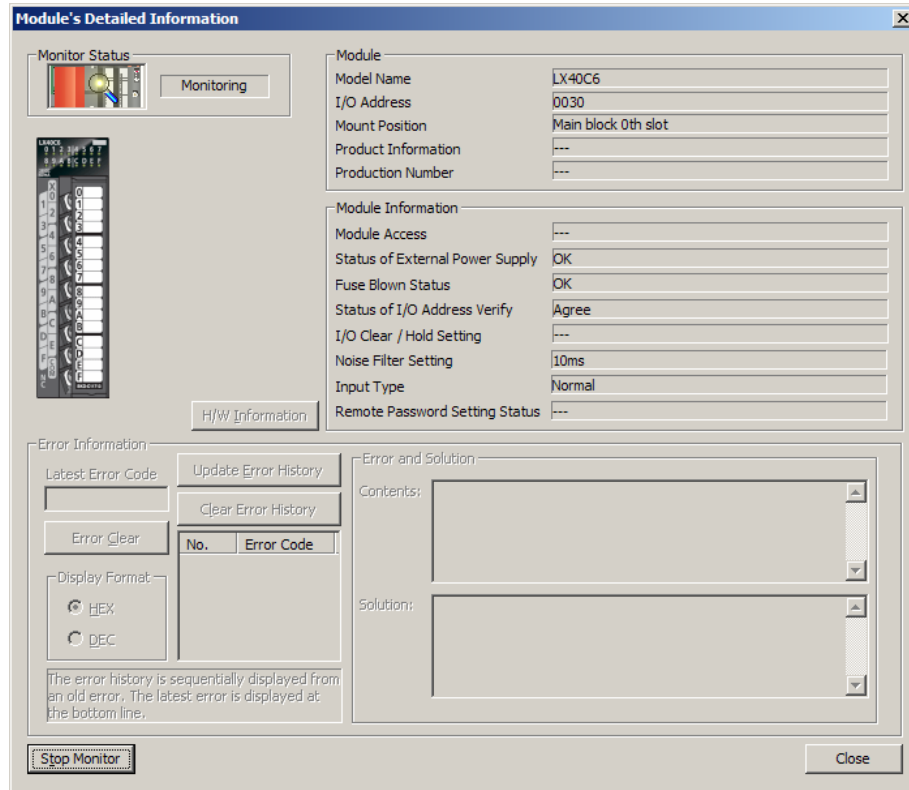 Module's Detailed Information
Monitor Status
Monitoring
Module
Model Name LX40C6
I/O Address 0030
Mount Position Main block 0th slot
Product Information ---
Production Number ---
Module Information
Module Access ---
Status of External Power Supply OK
Fuse Blown Status OK
Status of I/O Address Verify Agree
I/O Clear / Hold Setting ---
Noise Filter Setting 10ms
Input Type Normal
Remote Password Setting Status ---
H/W Information
Error Information
Latest Error Code
Update Error History
Clear Error History
Error Clear
No. Error Code
Display Format
HEX
DEC
The error history is sequentially displayed from
an old error. The latest error is displayed at
the bottom line.
Error and Solution
Contents:
Solution:
Stop Monitor
Close